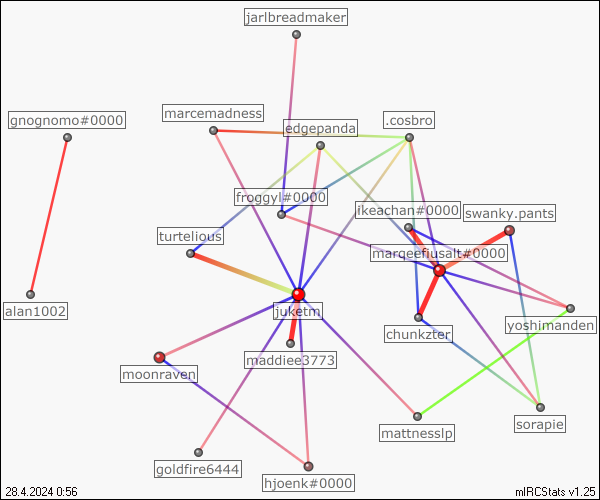 jarlbreadmaker
gnognomo#0000
marcemadness
edgepanda
.cosbro
froggyl#0000
ikeachan#0000
swanky.pants
turtelious
marqeefiusalt#0000
alan1002
juketm
yoshimanden
chunkzter
maddiee3773
moonraven
mattnesslp
sorapie
goldfire6444
hjoenk#0000
28.4.2024 0:56
mIRCStats v1.25